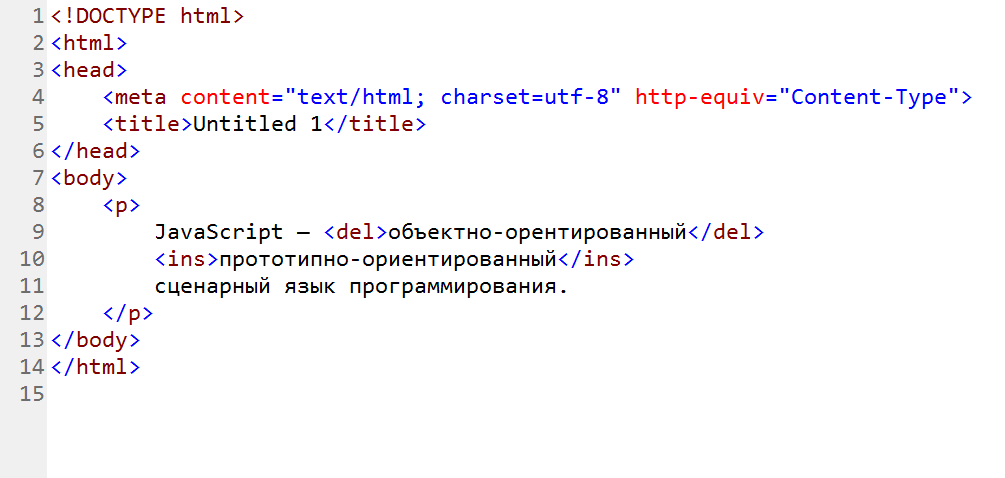 1 <!DOCTYPE html>
2 <html>
3 <head>
4     <meta content="text/html; charset=utf-8" http-equiv="Content-Type">
5     <title>Untitled 1</title>
6 </head>
7 <body>
8     <p>
9         JavaScript — <del>объектно-орентированный</del>
10         <ins>прототипно-ориентированный</ins>
11         сценарный язык программирования.
12     </p>
13 </body>
14 </html>
15